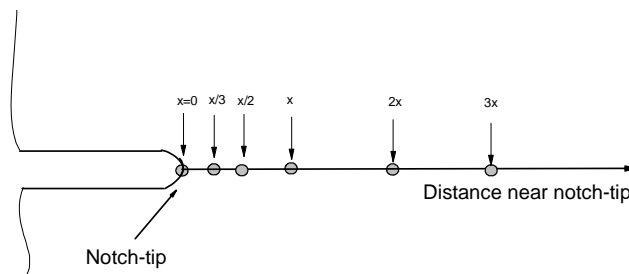 x=0 x/3 x/2 x 2x 3x
Distance near notch-tip
Notch-tip